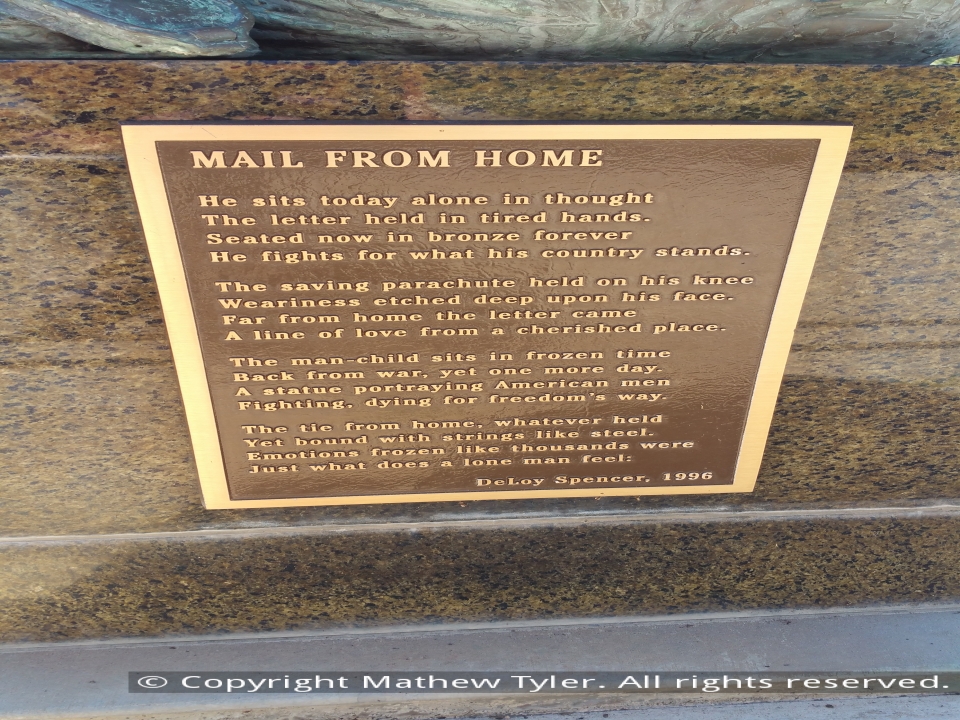 MAIL FROM HOME
He sits today alone in thought
The letter held in tired hands.
Seated now in bronze forever
He fights for what his country stands.
The saving parachute held on his knee
Weariness etched deep upon his face.
Far from home the letter came
A line of love from a cherished place.
The man-child sits in frozen time
Back from war, yet one more day.
A statue portraying American men
Fighting, dying for freedom's way.
The tie from home, whatever held
Yet bound with strings like steel.
Emotions frozen like thousands were
Just what does a lone man feel:
DeLoy Spencer, 1996
© Copyright Mathew Tyler. All rights reserved.